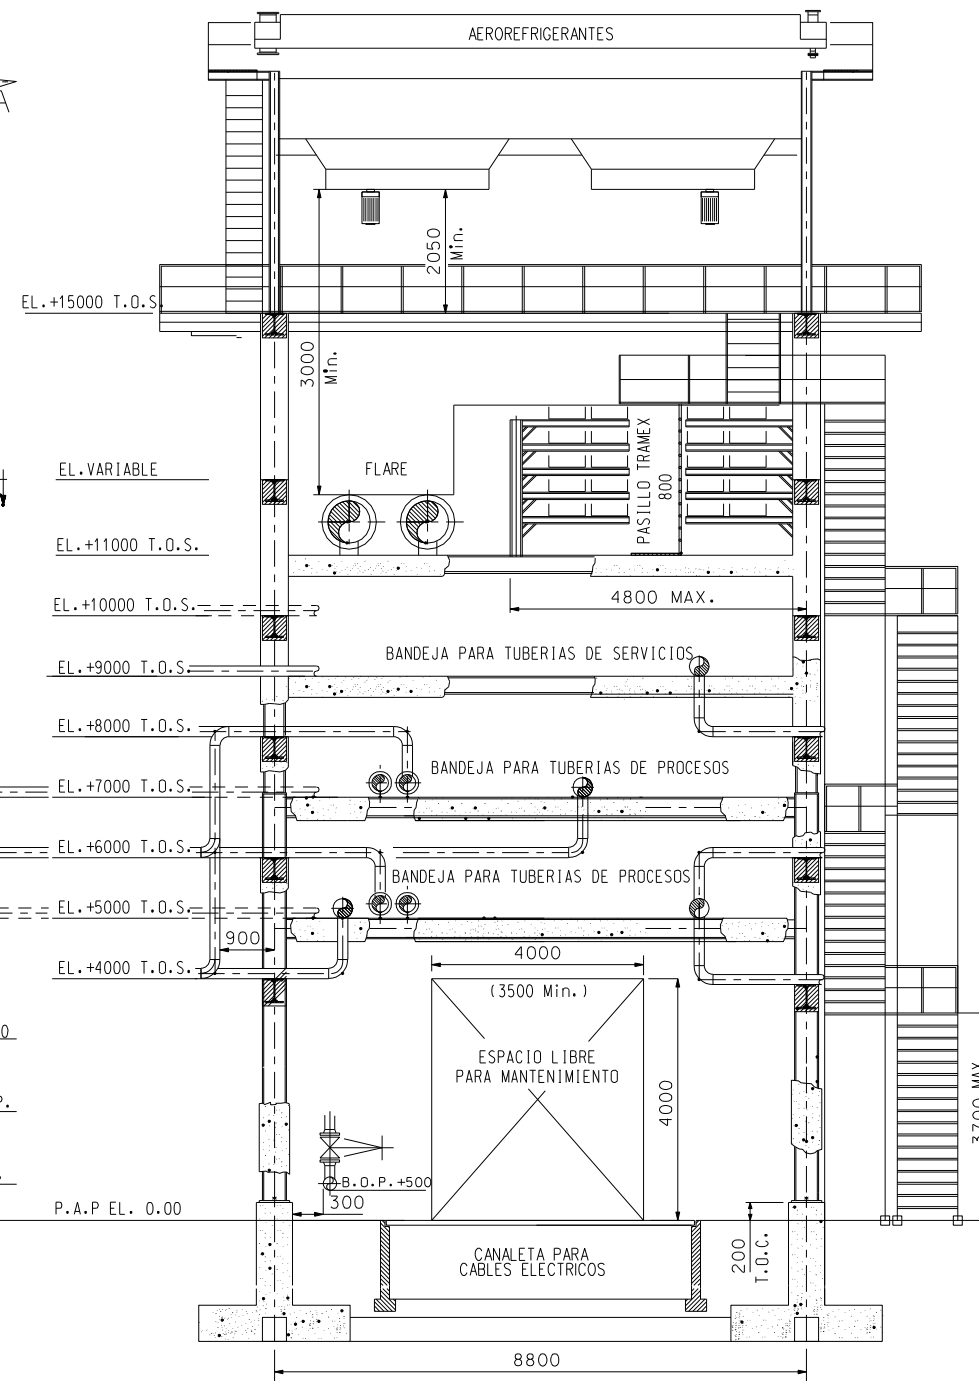 AEROREFRIGERANTES
2050
Min.
EL.+15000 T.O.S.
3000
Min.
EL.VARIABLE
FLARE
PASILLO TRAMEX
800
EL.+11000 T.O.S.
EL.+10000 T.O.S.
4800 MAX.
EL.+9000 T.O.S.
BANDEJA PARA TUBERIAS DE SERVICIOS
EL.+8000 T.O.S.
BANDEJA PARA TUBERIAS DE PROCESOS
EL.+7000 T.O.S.
EL.+6000 T.O.S.
BANDEJA PARA TUBERIAS DE PROCESOS
EL.+5000 T.O.S.
900
4000
EL.+4000 T.O.S.
(3500 Min.)
0
ESPACIO LIBRE
PARA MANTENIMIENTO
4000
3700 MAX.
P.
B.O.P.+500
300
P.A.P EL. 0.00
200
T.O.C.
CANALETA PARA
CABLES ELECTRICOS
8800